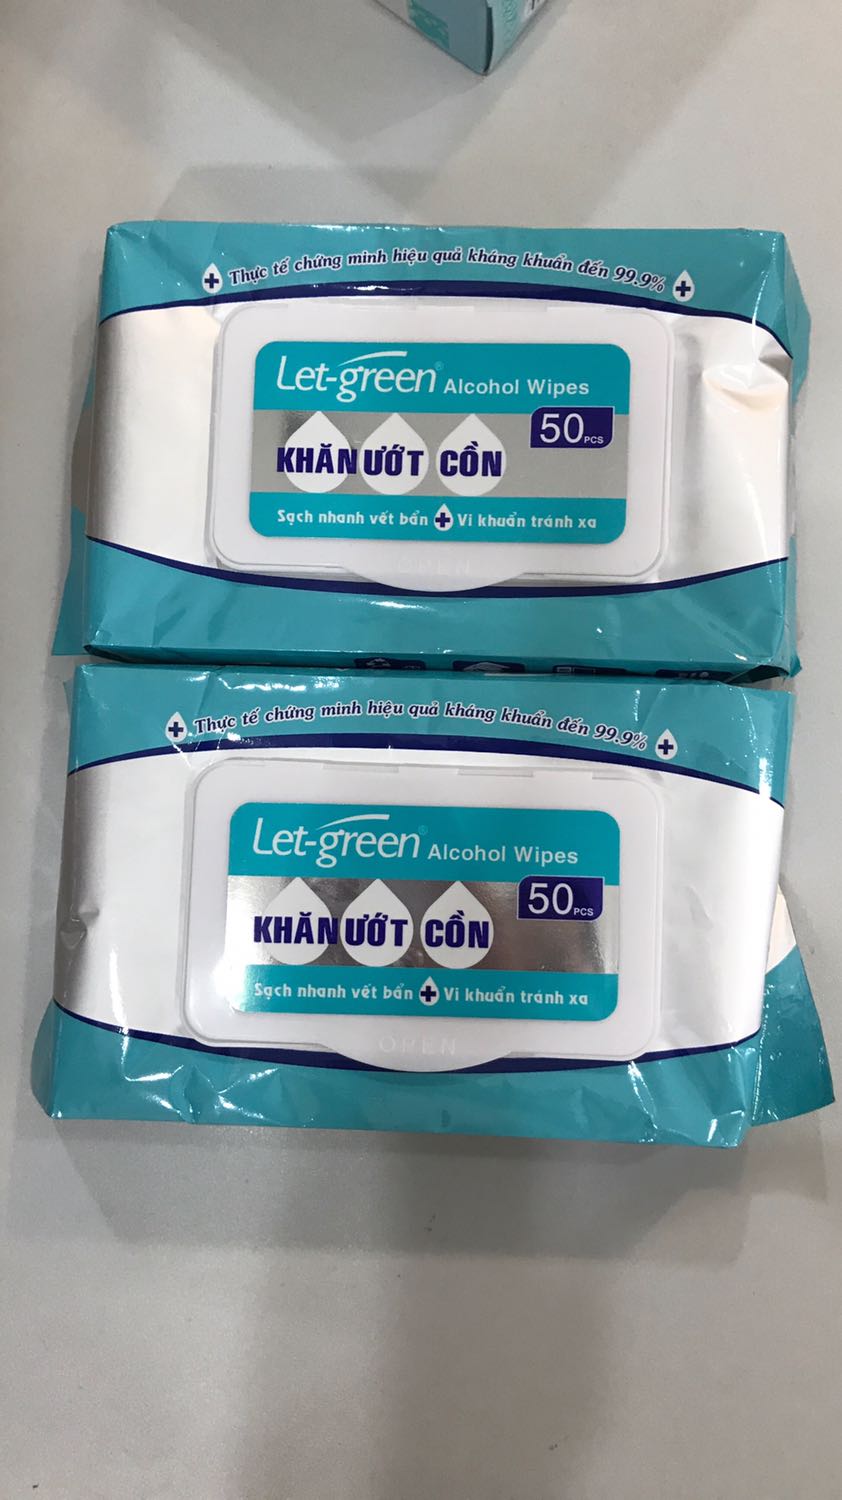 Thực tế chứng minh hiệu quả kháng khuẩn đến 99.9%
Let-green® Alcohol Wipes
50 PCS
KHĂN ƯỚT CỒN
Sạch nhanh vết bẩn + Vi khuẩn tránh xa
OPEN
Thực tế chứng minh hiệu quả kháng khuẩn đến 99.9%
Let-green® Alcohol Wipes
50 PCS
KHĂN ƯỚT CỒN
Sạch nhanh vết bẩn + Vi khuẩn tránh xa
OPEN